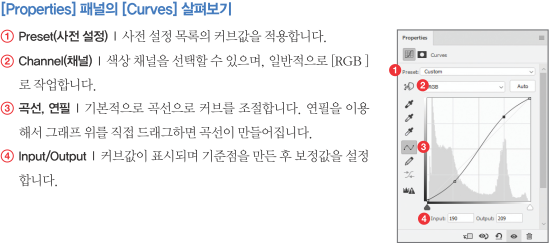 [Properties] 패널의 [Curves] 살펴보기
① Preset(사전 설정) | 사전 설정 목록의 커브값을 적용합니다.
② Channel(채널) | 색상 채널을 선택할 수 있으며, 일반적으로 [RGB ]
로 작업합니다.
③ 곡선, 연필 | 기본적으로 곡선으로 커브를 조절합니다. 연필을 이용
해서 그래프 위를 직접 드래그하면 곡선이 만들어집니다.
④ Input/Output | 커브값이 표시되며 기준점을 만든 후 보정값을 설정
합니다.
Properties
Curves
① Preset: Custom
② RGB Auto
③
④ Input: 190 Output: 209